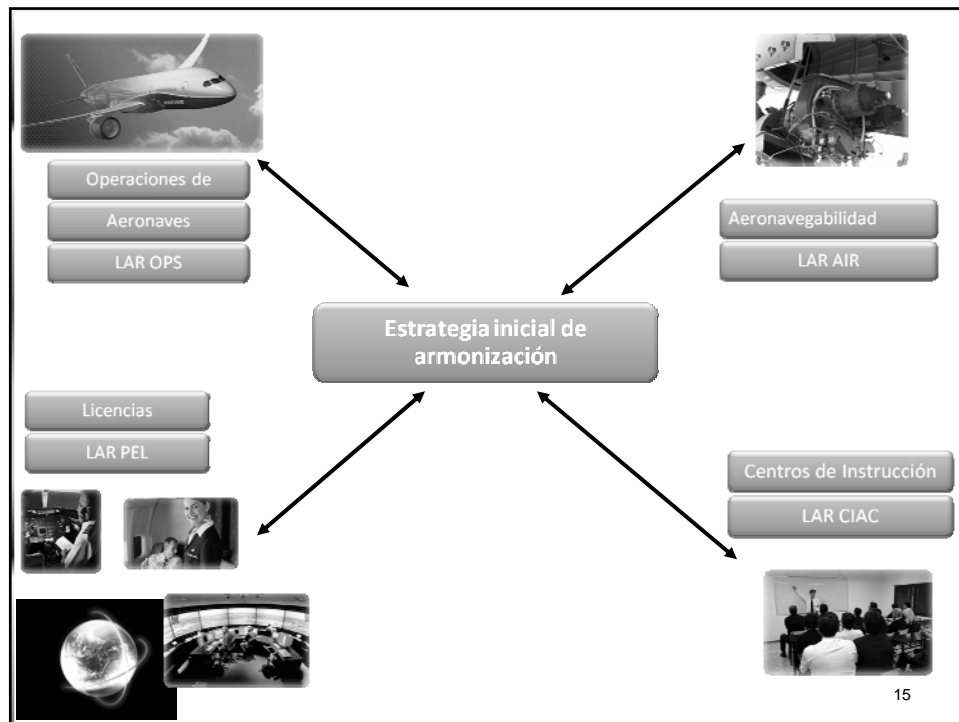 Operaciones de
Aeronaves
LAR OPS
Aeronavegabilidad
LAR AIR
Estrategia inicial de
armonización
Licencias
LAR PEL
Centros de Instrucción
LAR CIAC
15